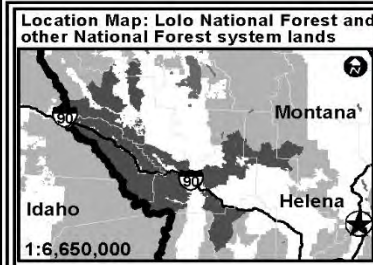 Location Map: Lolo National Forest and
other National Forest system lands
90
Montana
90
Idaho
Helena
1:6,650,000